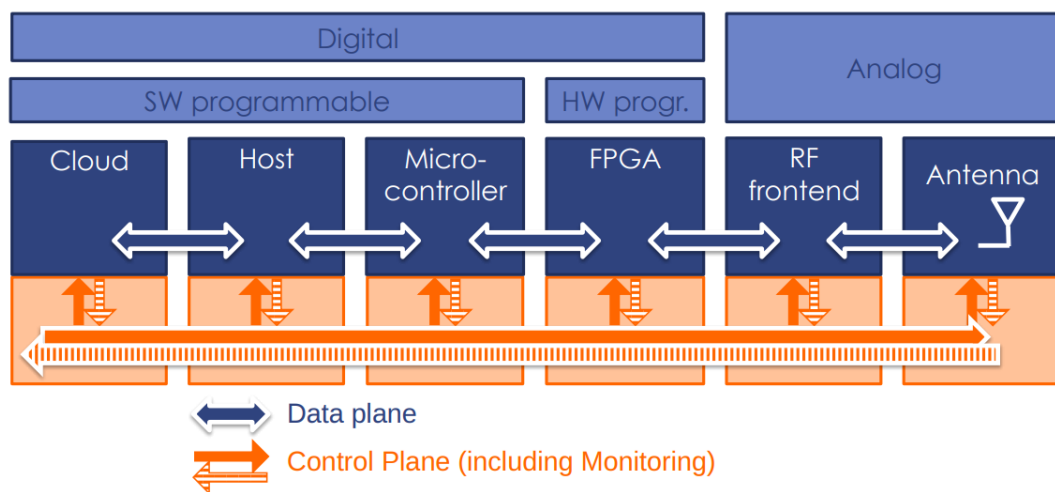 Digital
Analog
SW programmable
HW progr.
Cloud
Host
Micro-
controller
FPGA
RF
frontend
Antenna
Data plane
Control Plane (including Monitoring)